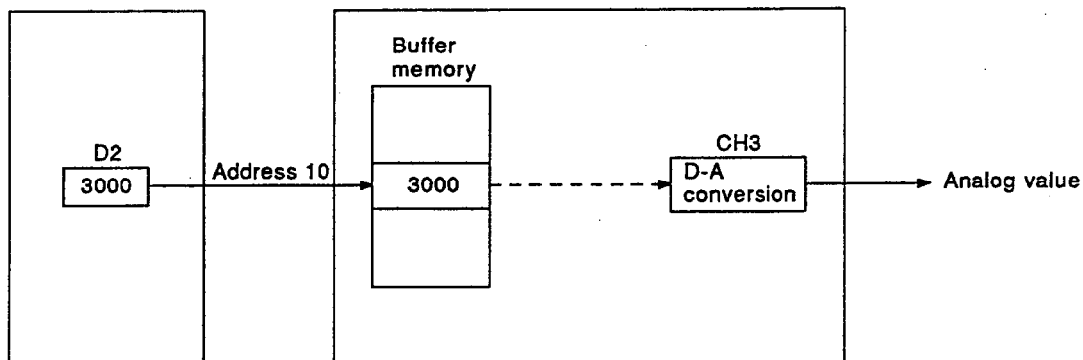 Buffer
memory
D2
3000
Address 10
3000
CH3
D-A
conversion
Analog value